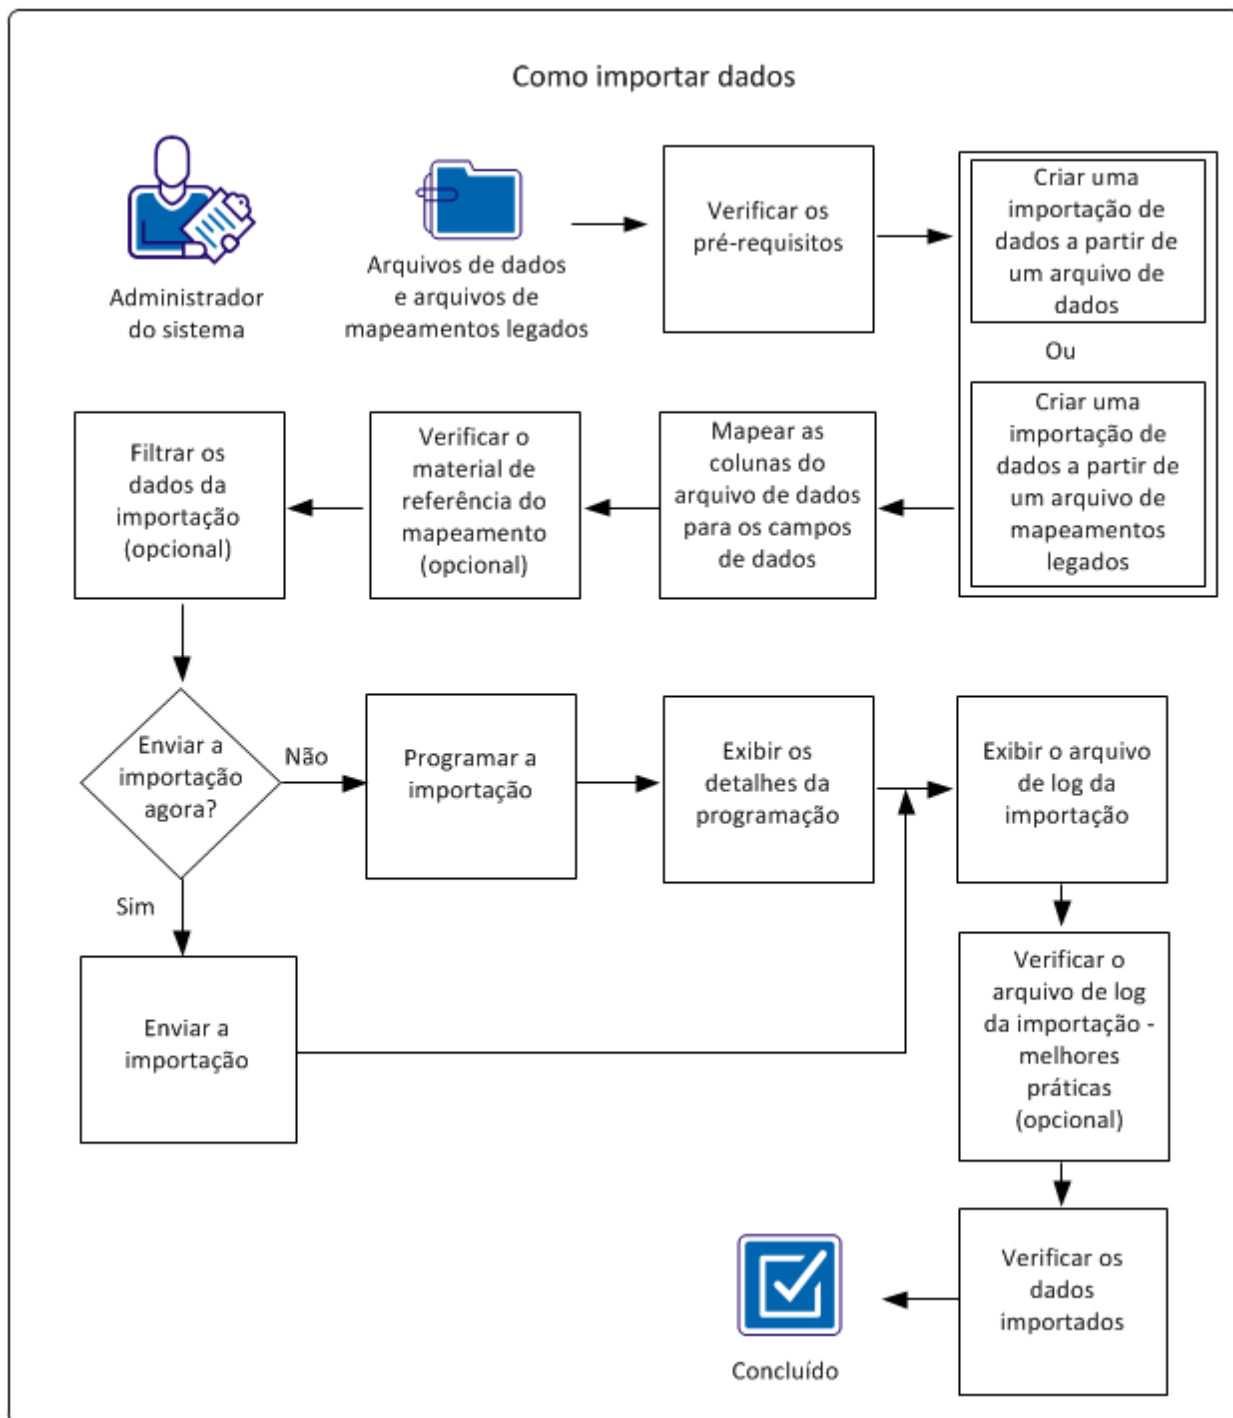 Como importar dados
Administrador
do sistema
Arquivos de dados
e arquivos de
mapeamentos legados
Verificar os
pré-requisitos
Criar uma
importação de
dados a partir de
um arquivo de
dados
Ou
Criar uma
importação de
dados a partir de
um arquivo de
mapeamentos
legados
Mapear as
colunas do
arquivo de dados
para os campos
de dados
Verificar o
material de
referência do
mapeamento
(opcional)
Filtrar os
dados da
importação
(opcional)
Enviar a
importação
agora?
Não
Programar a
importação
Exibir os
detalhes da
programação
Exibir o arquivo
de log da
importação
Sim
Enviar a
importação
Verificar o
arquivo de log
da importação -
melhores
práticas
(opcional)
Verificar os
dados
importados
Concluído